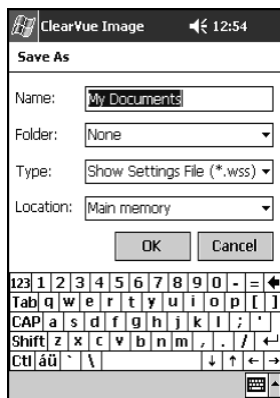 ClearVue Image 12:54
Save As
Name: My Documents
Folder: None
Type: Show Settings File (*.wss)
Location: Main memory
OK Cancel
123 1 2 3 4 5 6 7 8 9 0 - =
Tab q w e r t y u i o p [ ]
CAP a s d f g h j k l ; '
Shift z x c v b n m , . /
Ctl áü ` \